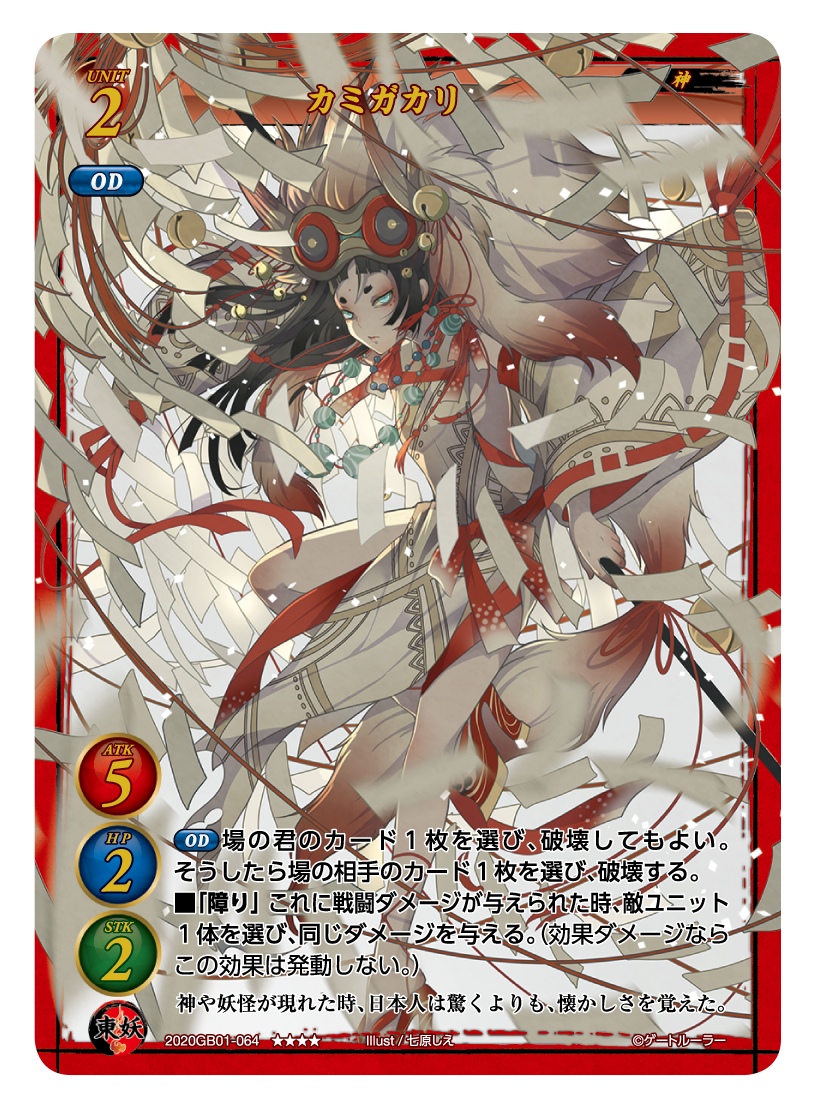 UNIT
2
カミガカリ
神
OD
ATK
5
HP
2
STK
2
OD 場の君のカード1枚を選び、破壊してもよい。
そうしたら場の相手のカード1枚を選び、破壊する。
■「障り」これに戦闘ダメージが与えられた時、敵ユニット
1体を選び、同じダメージを与える。（効果ダメージなら
この効果は発動しない。）
神や妖怪が現れた時、日本人は驚くよりも、懐かしさを覚えた。
東妖
2020GB01-064 ★★★★ Illust / 七原しえ ©ゲートルーラー